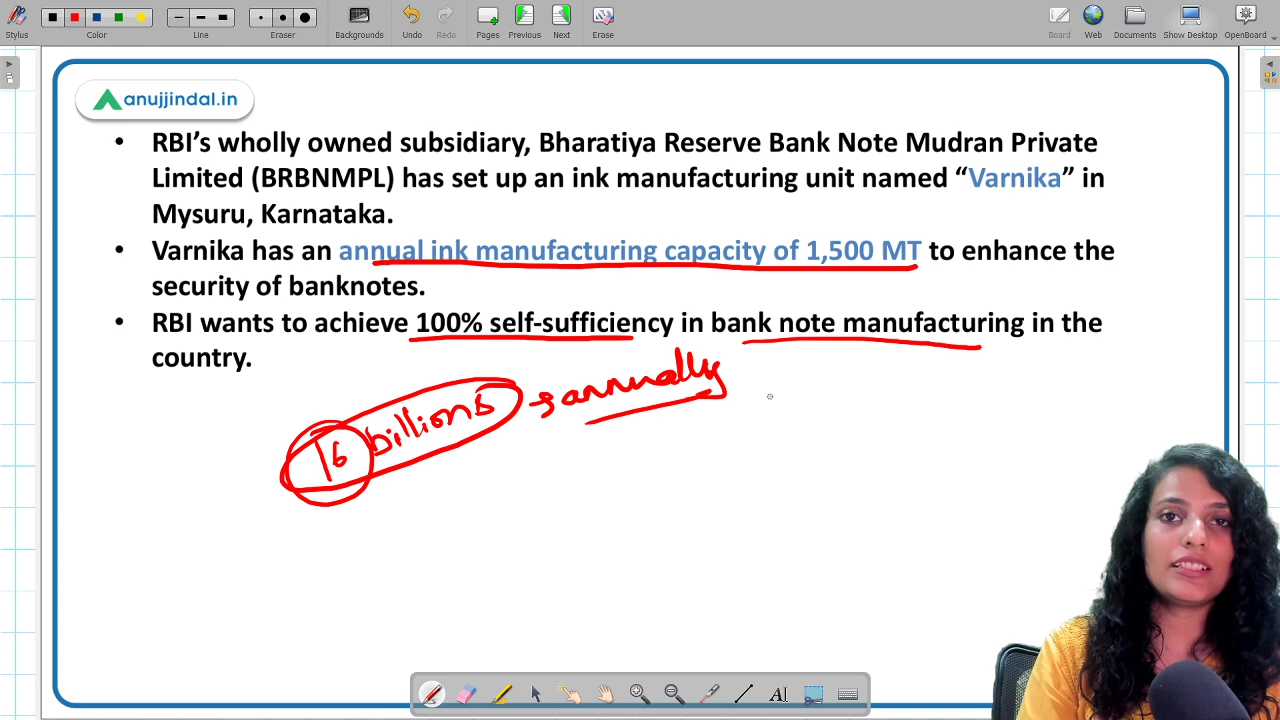 Stylus
Color
Line
Eraser
Backgrounds
Undo
Redo
Pages
Previous
Next
Erase
Board
Web
Documents
Show Desktop
OpenBoard
anujjindal.in
• RBI’s wholly owned subsidiary, Bharatiya Reserve Bank Note Mudran Private
Limited (BRBNMPL) has set up an ink manufacturing unit named “Varnika” in
Mysuru, Karnataka.
• Varnika has an annual ink manufacturing capacity of 1,500 MT to enhance the
security of banknotes.
• RBI wants to achieve 100% self-sufficiency in bank note manufacturing in the
country.
16 billions annually
AI